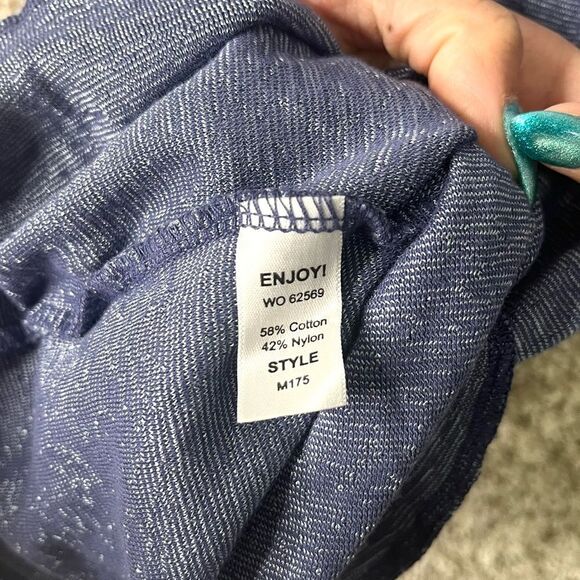 ENJOY!
WO 62569
58% Cotton
42% Nylon
STYLE
M175